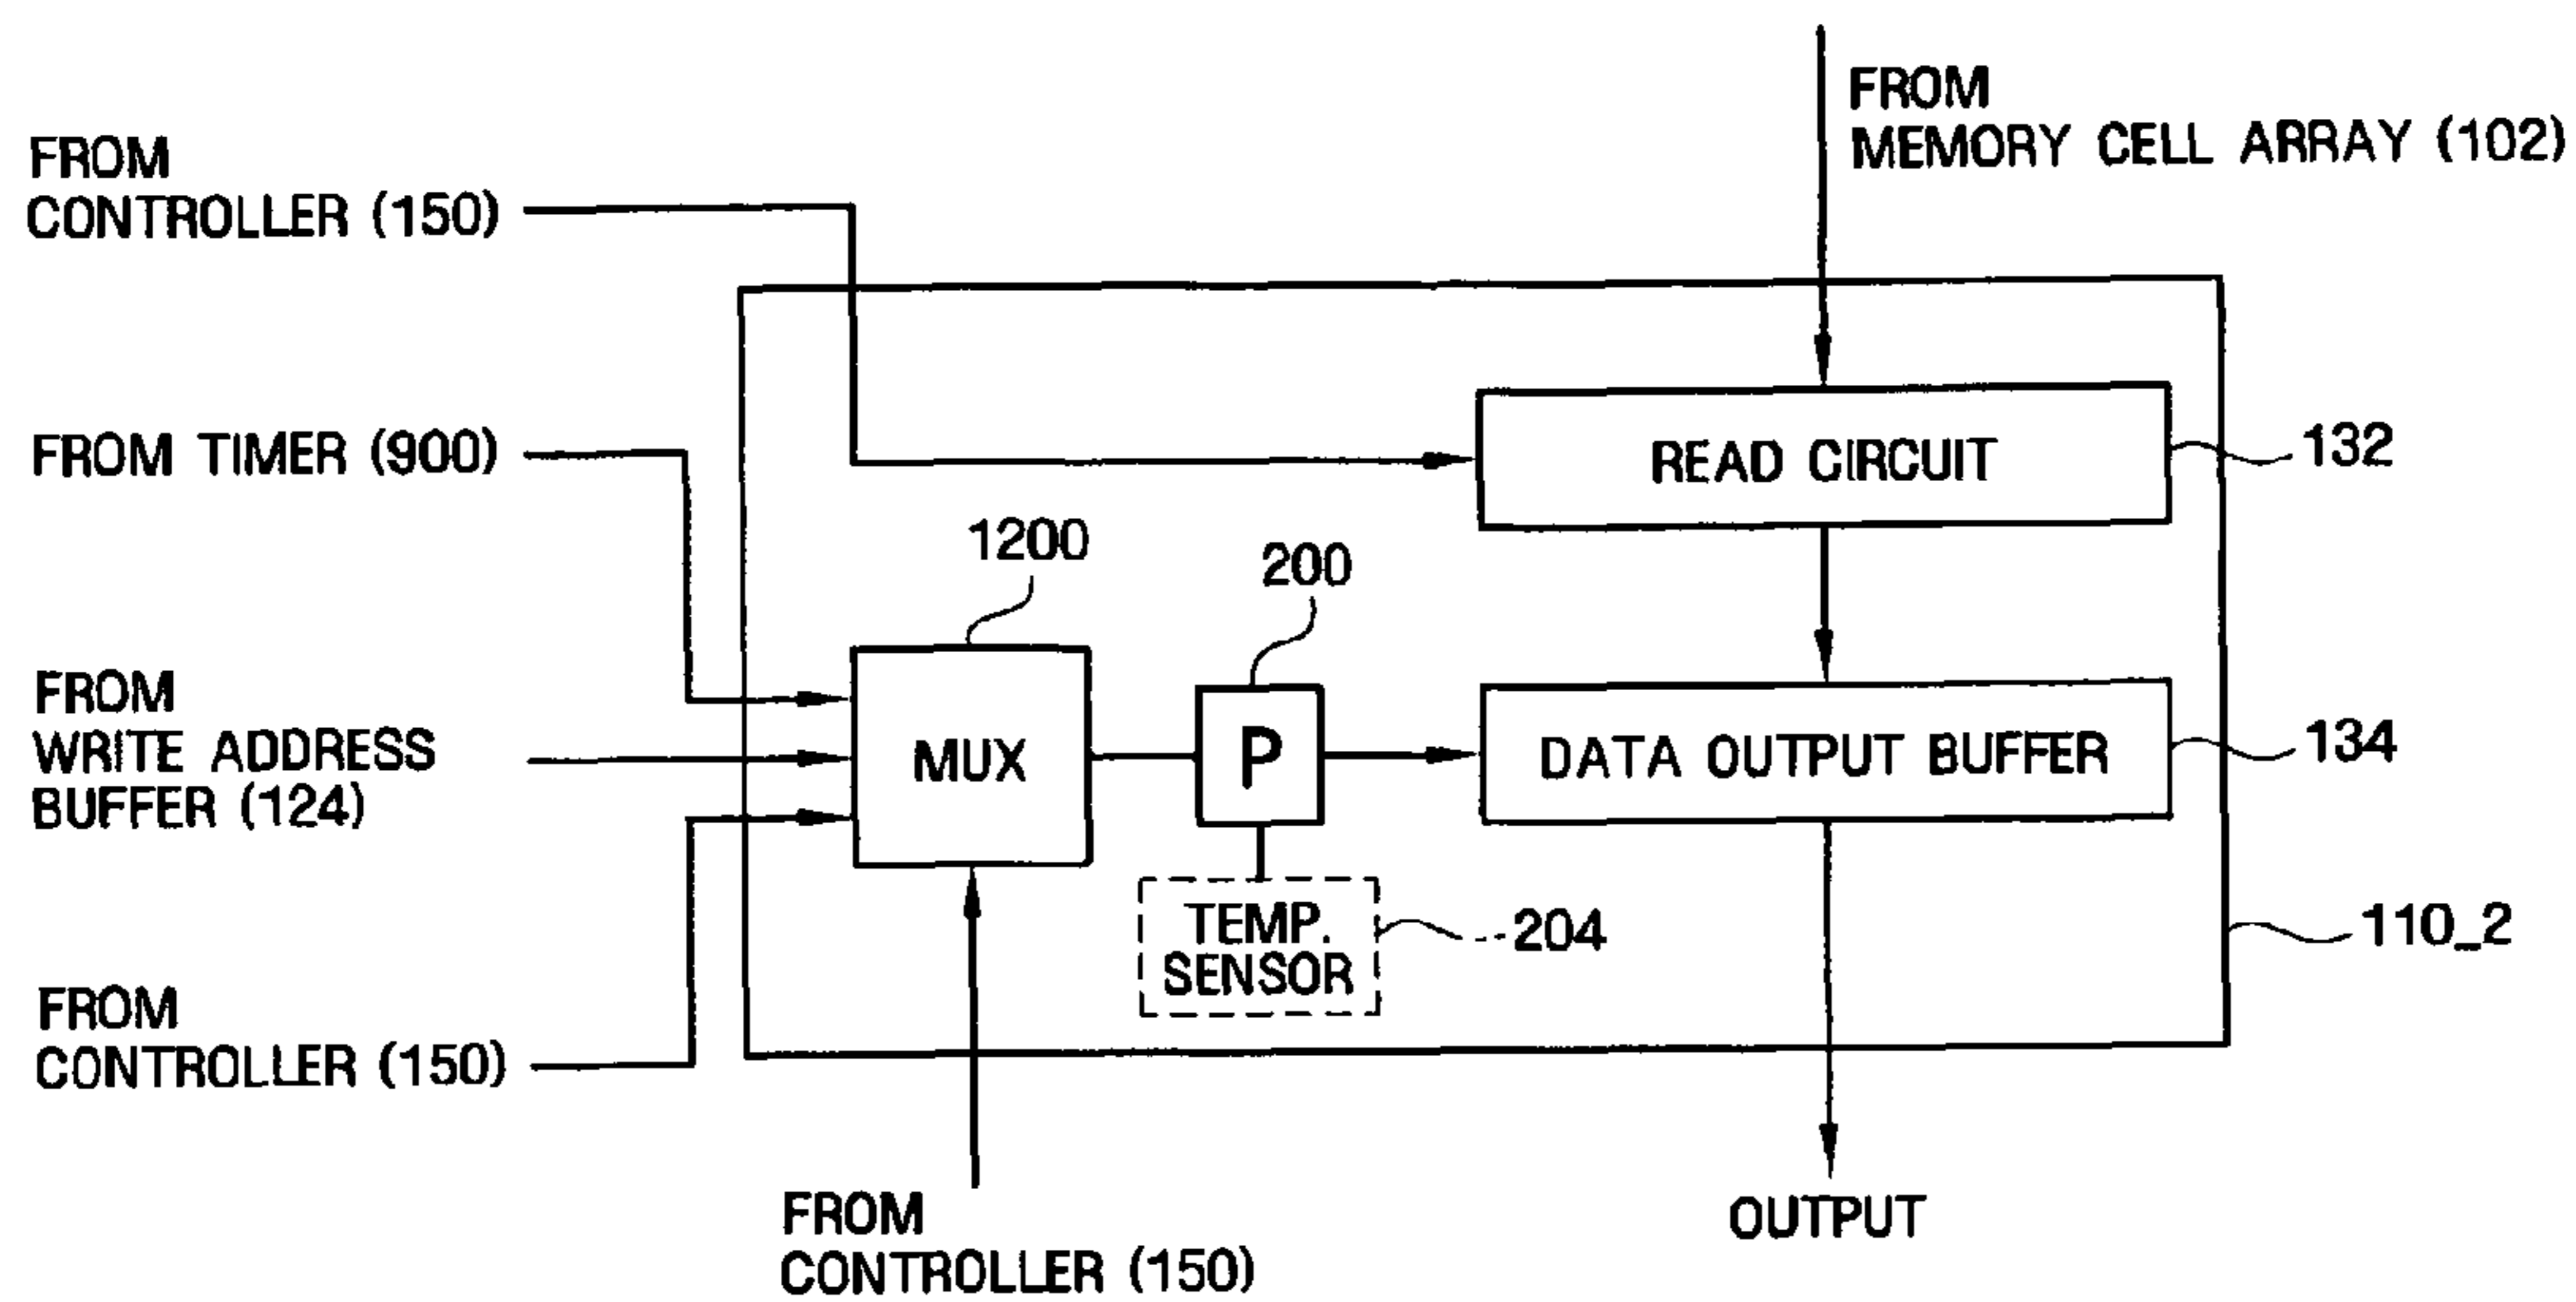 FROM
MEMORY CELL ARRAY (102)
FROM
CONTROLLER (150)
FROM TIMER (900)
READ CIRCUIT
132
1200
200
FROM
WRITE ADDRESS
BUFFER (124)
MUX
P
DATA OUTPUT BUFFER
134
TEMP.
SENSOR
204
110_2
FROM
CONTROLLER (150)
FROM
CONTROLLER (150)
OUTPUT